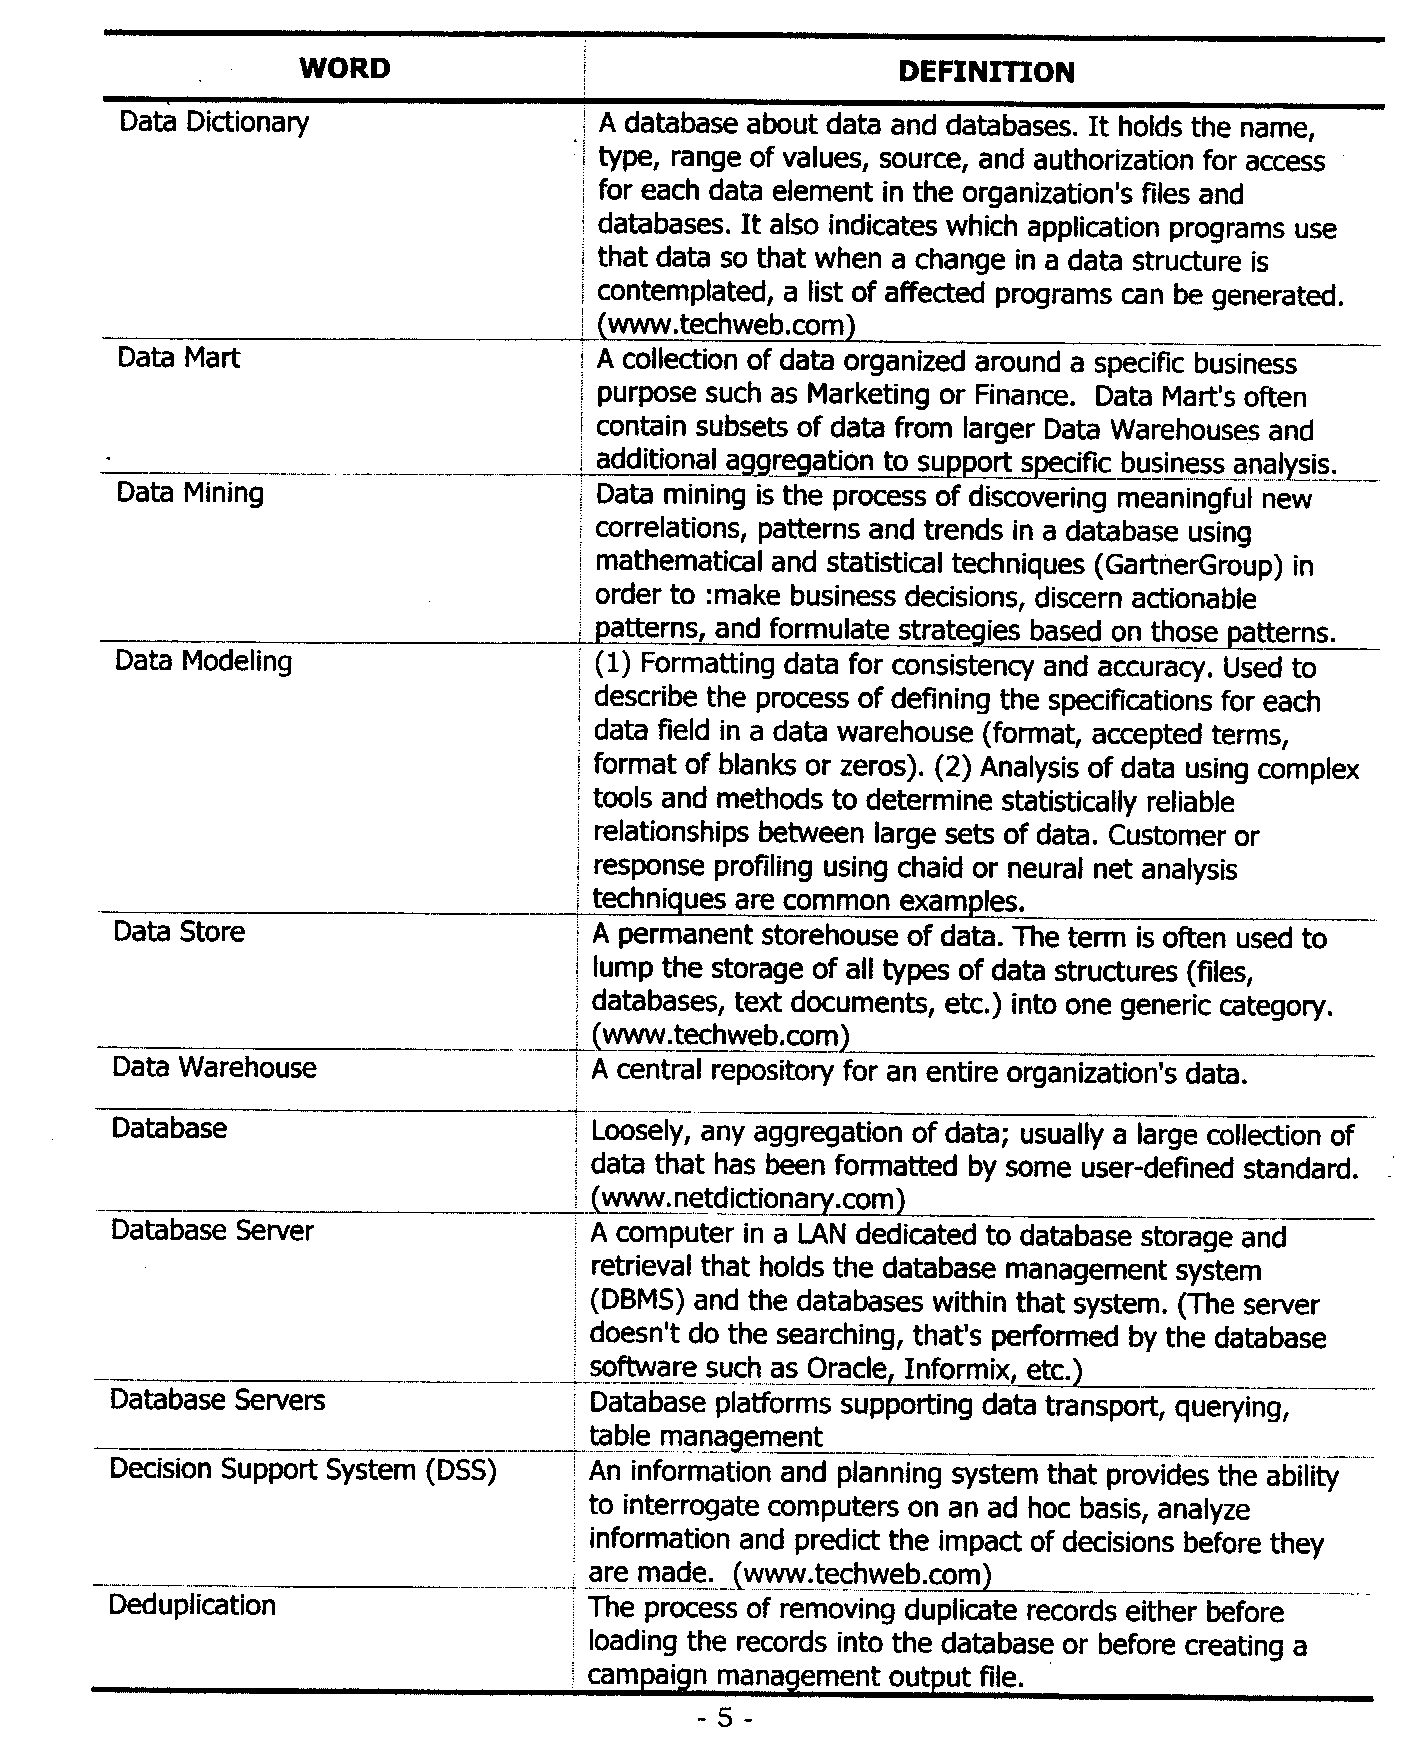 WORD DEFINITION
Data Dictionary A database about data and databases. It holds the name,
type, range of values, source, and authorization for access
for each data element in the organization's files and
databases. It also indicates which application programs use
that data so that when a change in a data structure is
contemplated, a list of affected programs can be generated.
(www.techweb.com)
Data Mart A collection of data organized around a specific business
purpose such as Marketing or Finance. Data Mart's often
contain subsets of data from larger Data Warehouses and
additional aggregation to support specific business analysis.
Data Mining Data mining is the process of discovering meaningful new
correlations, patterns and trends in a database using
mathematical and statistical techniques (GartnerGroup) in
order to :make business decisions, discern actionable
patterns, and formulate strategies based on those patterns.
Data Modeling (1) Formatting data for consistency and accuracy. Used to
describe the process of defining the specifications for each
data field in a data warehouse (format, accepted terms,
format of blanks or zeros). (2) Analysis of data using complex
tools and methods to determine statistically reliable
relationships between large sets of data. Customer or
response profiling using chaid or neural net analysis
techniques are common examples.
Data Store A permanent storehouse of data. The term is often used to
lump the storage of all types of data structures (files,
databases, text documents, etc.) into one generic category.
(www.techweb.com)
Data Warehouse A central repository for an entire organization's data.
Database Loosely, any aggregation of data; usually a large collection of
data that has been formatted by some user-defined standard.
(www.netdictionary.com)
Database Server A computer in a LAN dedicated to database storage and
retrieval that holds the database management system
(DBMS) and the databases within that system. (The server
doesn't do the searching, that's performed by the database
software such as Oracle, Informix, etc.)
Database Servers Database platforms supporting data transport, querying,
table management
Decision Support System (DSS) An information and planning system that provides the ability
to interrogate computers on an ad hoc basis, analyze
information and predict the impact of decisions before they
are made. (www.techweb.com)
Deduplication The process of removing duplicate records either before
loading the records into the database or before creating a
campaign management output file.
- 5 -